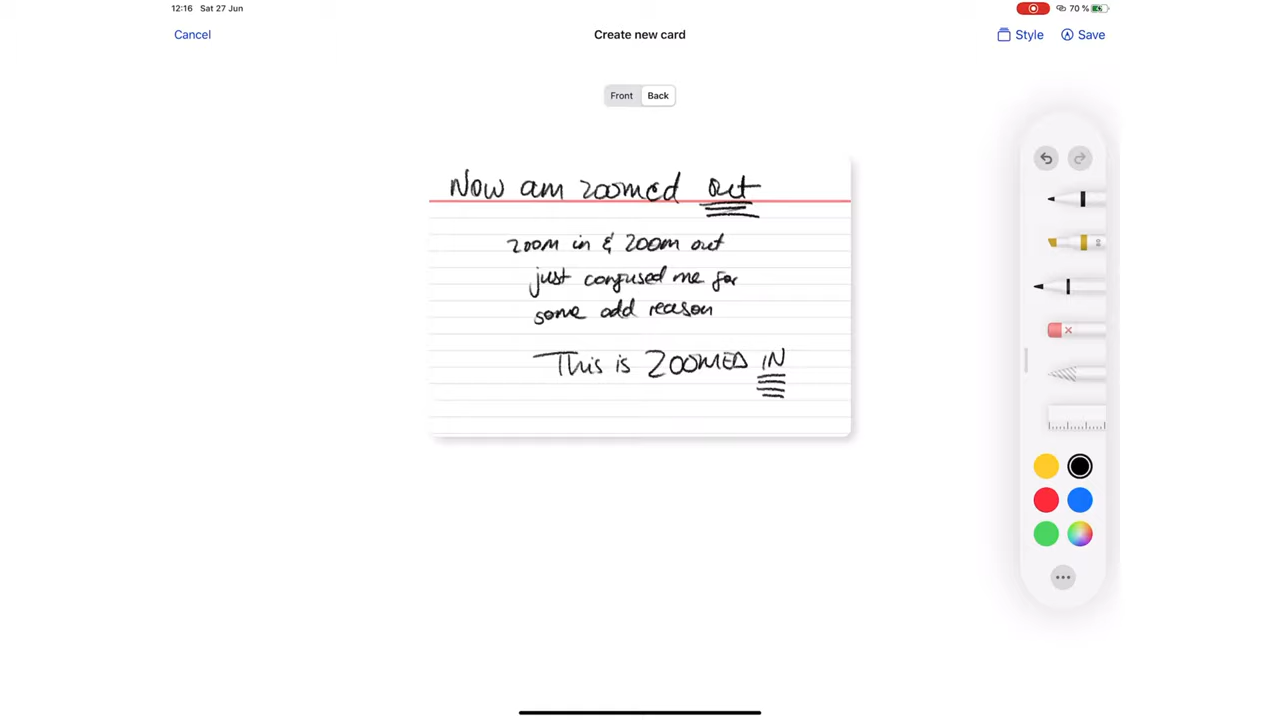 12:16 Sat 27 Jun
70 %
Cancel
Create new card
Style
Save
Front
Back
Now am zoomed out
zoom in & zoom out
just confused me for
some odd reason
This is ZOOMED IN